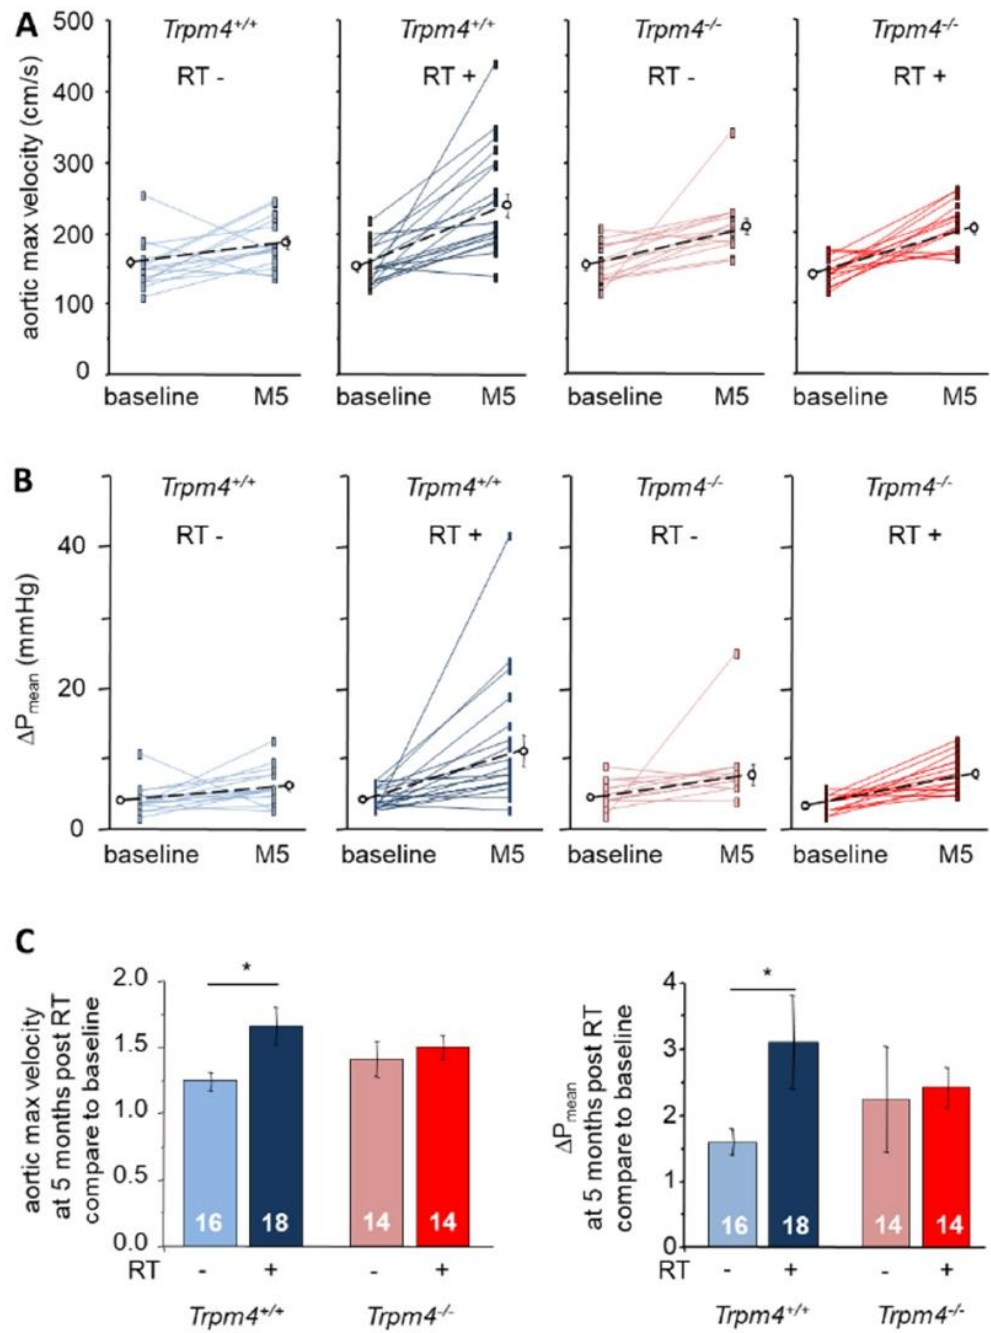 A
Trpm4+/+ Trpm4+/+ Trpm4-/- Trpm4-/-
RT - RT + RT - RT +
aortic max velocity (cm/s)
500
400
300
200
100
0
baseline M5 baseline M5 baseline M5 baseline M5
B
Trpm4+/+ Trpm4+/+ Trpm4-/- Trpm4-/-
RT - RT + RT - RT +
ΔPmean (mmHg)
40
20
0
baseline M5 baseline M5 baseline M5 baseline M5
C
aortic max velocity
at 5 months post RT
compare to baseline
2.0
1.5
1.0
0.5
0.0
*
16 18 14 14
RT - + - +
Trpm4+/+ Trpm4-/-
ΔPmean
at 5 months post RT
compare to baseline
4
3
2
1
0
*
16 18 14 14
RT - + - +
Trpm4+/+ Trpm4-/-